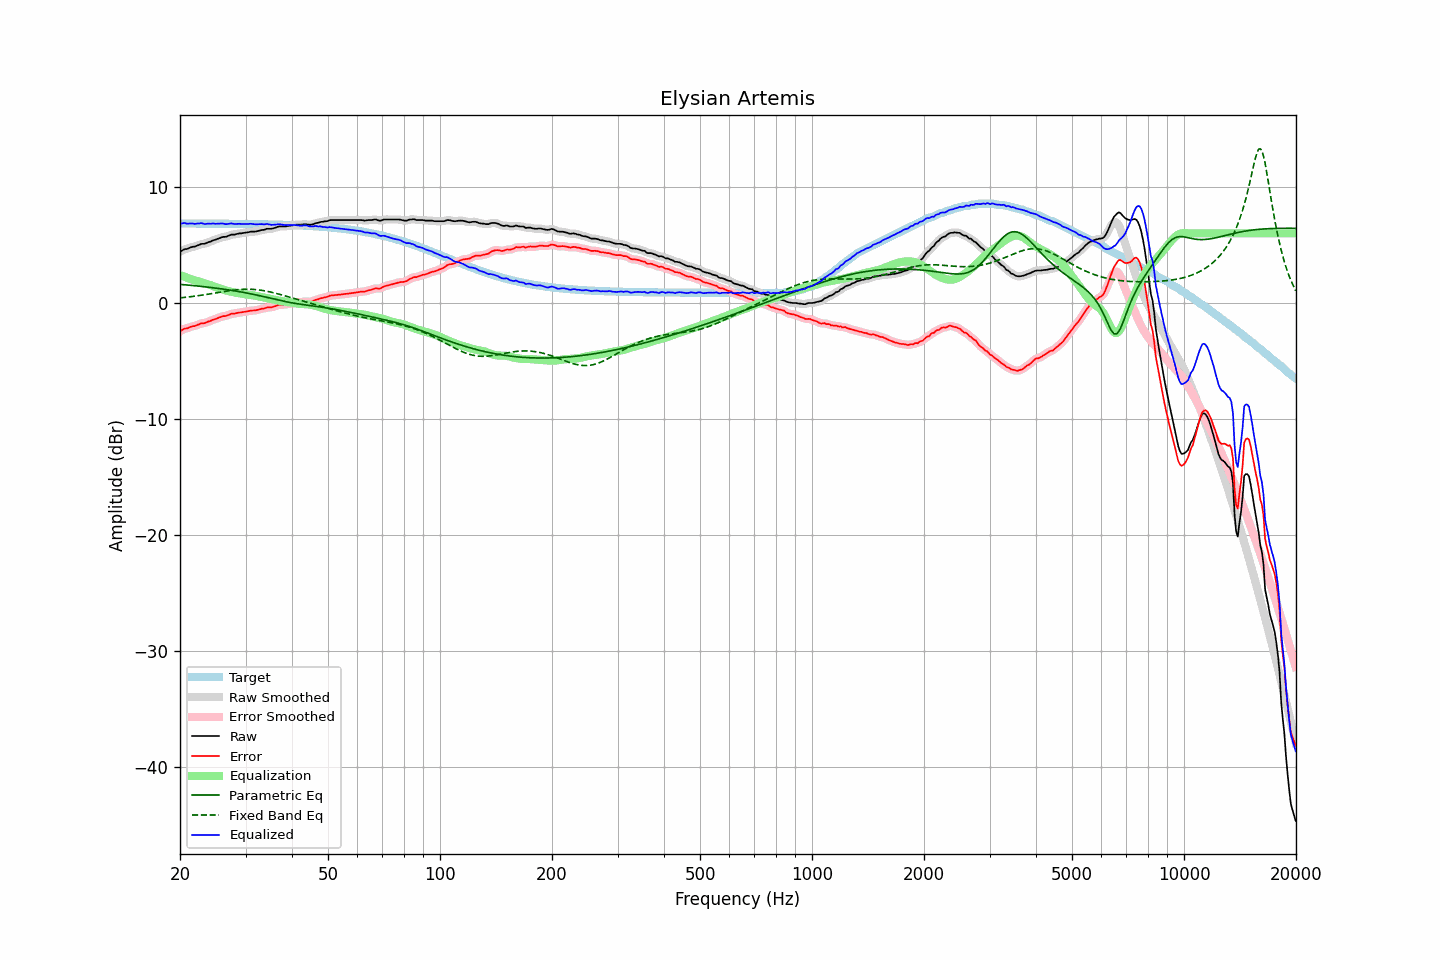 Elysian Artemis
Amplitude (dBr)
10
0
−10
−20
−30
−40
Target
Raw Smoothed
Error Smoothed
Raw
Error
Equalization
Parametric Eq
Fixed Band Eq
Equalized
20 50 100 200 500 1000 2000 5000 10000 20000
Frequency (Hz)